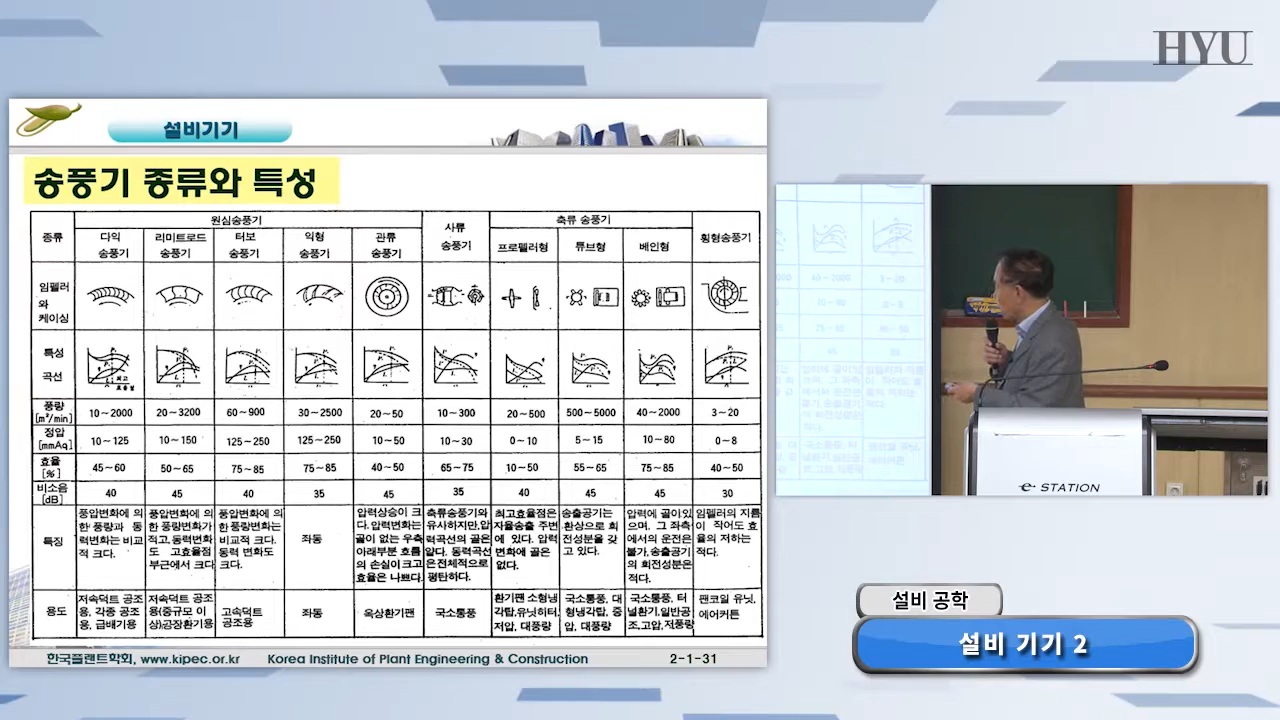 HYU
설비기기
송풍기 종류와 특성
종류
원심송풍기
사류
송풍기
축류 송풍기
횡형송풍기
다익
송풍기
리미트로드
송풍기
터보
송풍기
익형
송풍기
관류
송풍기
프로펠러형
튜브형
베인형
임펠러
와
케이싱
특성
곡선
풍량
[m³/min]
10~2000
20~3200
60~900
30~2500
20~50
10~300
20~500
500~5000
40~2000
3~20
정압
[mmAq]
10~125
10~150
125~250
125~250
10~50
10~30
0~10
5~15
10~80
0~8
효율
[%]
45~60
50~65
75~85
75~85
40~50
65~75
10~50
55~65
75~85
40~50
비소음
[dB]
40
45
40
35
45
35
40
45
45
30
특징
풍압변화에 의
한 풍량과 동
력변화는 비교
적 크다.
풍압변화에 의
한 풍량변화가
적고, 동력변화
도 고효율점
부근에서 크다
풍압변화에 의
한 풍량변화는
비교적 크다.
동력 변화도
크다.
좌동
압력상승이 크
다. 압력변화는
골이 없는 우측
아래부분 흐름
의 손실이 크고
효율은 나쁘다.
축류송풍기와
유사하지만, 압
력곡선의 골은
얕다. 동력곡선
은 전체적으로
평탄하다.
최고효율점은
자율송출 주변
에 있다. 압력
변화에 골은
없다.
송출공기는
환상으로 회
전성분을 갖
고 있다.
압력에 골이있
으며, 그 좌측
에서의 운전은
불가, 송출공기
의 회전성분은
적다.
임펠러의 지름
이 작어도 효
율의 저하는
적다.
용도
저속덕트 공조
용, 각종 공조
용, 급배기용
저속덕트 공조
용(중규모 이
상)공장환기용
고속덕트
공조용
좌동
옥상환기팬
국소통풍
환기팬 소형냉
각탑,유닛히터,
저압, 대풍량
국소통풍, 대
형냉각탑, 중
압, 대풍량
국소통풍, 터
널환기,일반공
조,고압,저풍량
팬코일 유닛,
에어커튼
한국플랜트학회, www.kipec.or.kr
Korea Institute of Plant Engineering & Construction
2-1-31
e- STATION
설비 공학
설비 기기 2